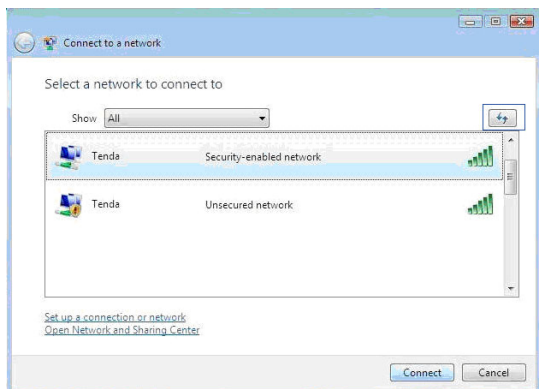 Connect to a network
Select a network to connect to
Show All
Tenda Security-enabled network
Tenda Unsecured network
Set up a connection or network
Open Network and Sharing Center
Connect Cancel